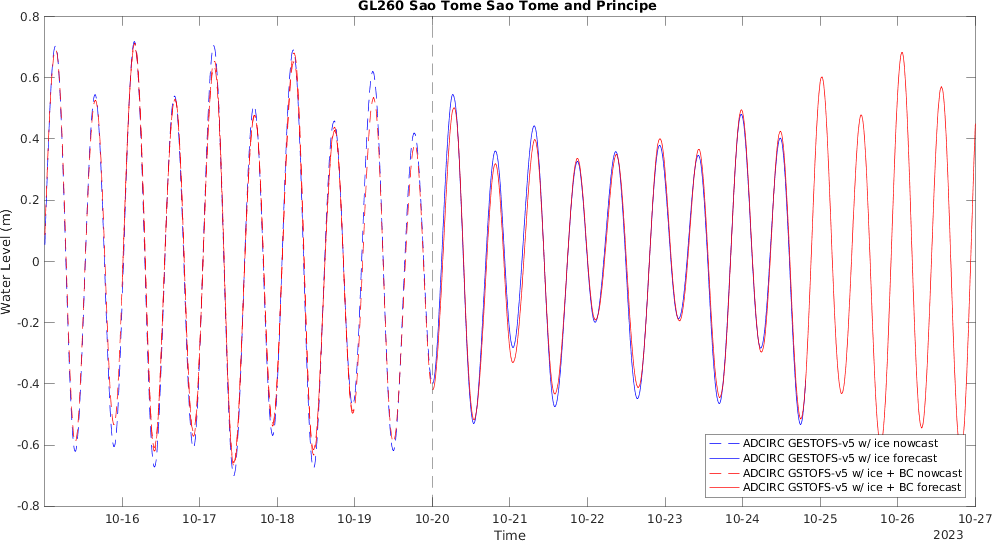 GL260 Sao Tome Sao Tome and Principe
Water Level (m)
0.8
0.6
0.4
0.2
0
-0.2
-0.4
-0.6
-0.8
ADCIRC GESTOFS-v5 w/ ice nowcast
ADCIRC GESTOFS-v5 w/ ice forecast
ADCIRC GSTOFS-v5 w/ ice + BC nowcast
ADCIRC GSTOFS-v5 w/ ice + BC forecast
10-16 10-17 10-18 10-19 10-20 10-21 10-22 10-23 10-24 10-25 10-26 10-27
Time
2023